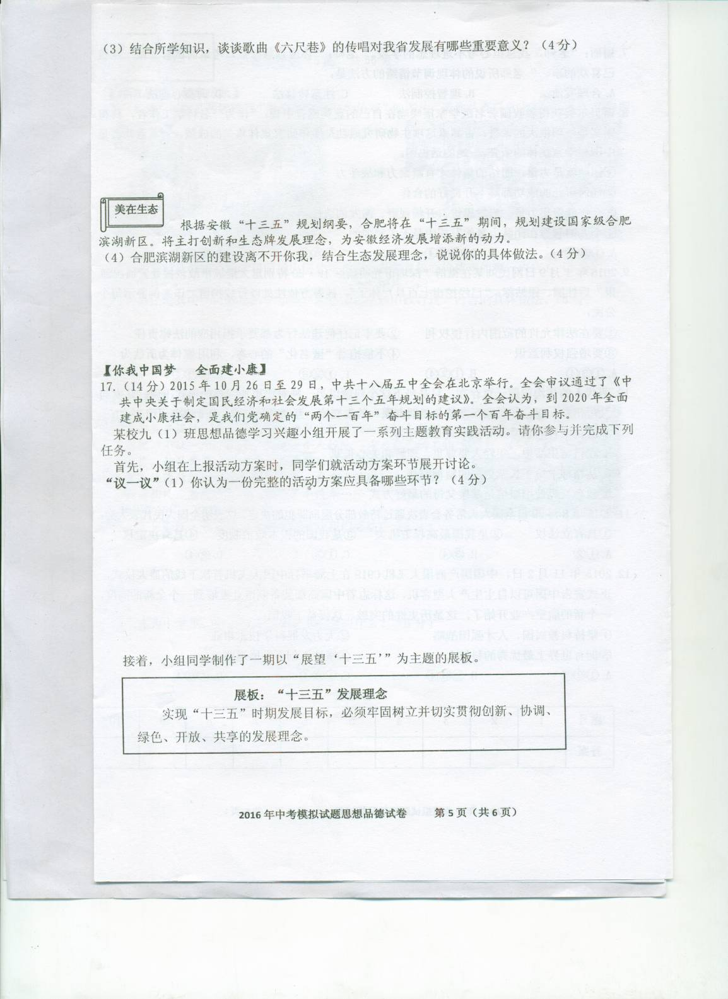 （3）结合所学知识，谈谈歌曲《六尺巷》的传唱对我省发展有哪些重要意义？（4分）
美在生态
根据安徽“十三五”规划纲要，合肥将在“十三五”期间，规划建设国家级合肥
滨湖新区。将主打创新和生态牌发展理念，为安徽经济发展增添新的动力。
（4）合肥滨湖新区的建设离不开你我，结合生态发展理念，说说你的具体做法。（4分）
【你我中国梦　全面建小康】
17.（14分）2015年10月26日至29日，中共十八届五中全会在北京举行。全会审议通过了《中
共中央关于制定国民经济和社会发展第十三个五年规划的建议》。全会认为，到2020年全面
建成小康社会，是我们党确定的“两个一百年”奋斗目标的第一个百年奋斗目标。
某校九（1）班思想品德学习兴趣小组开展了一系列主题教育实践活动。请你参与并完成下列
任务。
首先，小组在上报活动方案时，同学们就活动方案环节展开讨论。
“议一议”（1）你认为一份完整的活动方案应具备哪些环节？（4分）
接着，小组同学制作了一期以“展望‘十三五’”为主题的展板。
展板：“十三五”发展理念
实现“十三五”时期发展目标，必须牢固树立并切实贯彻创新、协调、
绿色、开放、共享的发展理念。
2016年中考模拟试题思想品德试卷　　第5页（共6页）